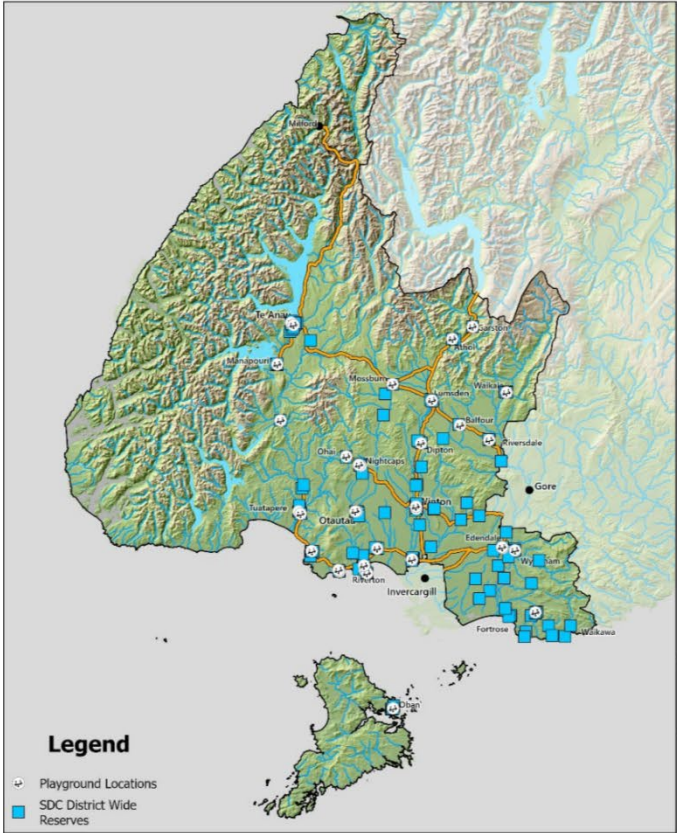 Milford
Te Anau
Garston
Athol
Manapouri
Mossburn
Lumsden
Waikaia
Balfour
Riversdale
Dipton
Ohai
Nightcaps
Gore
Winton
Tuatapere
Otautau
Edendale
Wyndham
Riverton
Invercargill
Fortrose
Waikawa
Oban
Legend
Playground Locations
SDC District Wide
Reserves